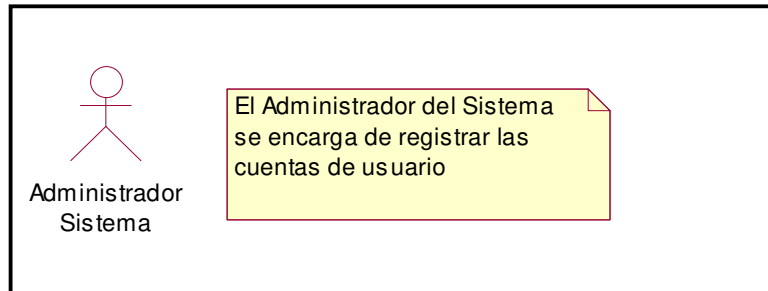 El Administrador del Sistema
se encarga de registrar las
cuentas de usuario
Administrador
Sistema